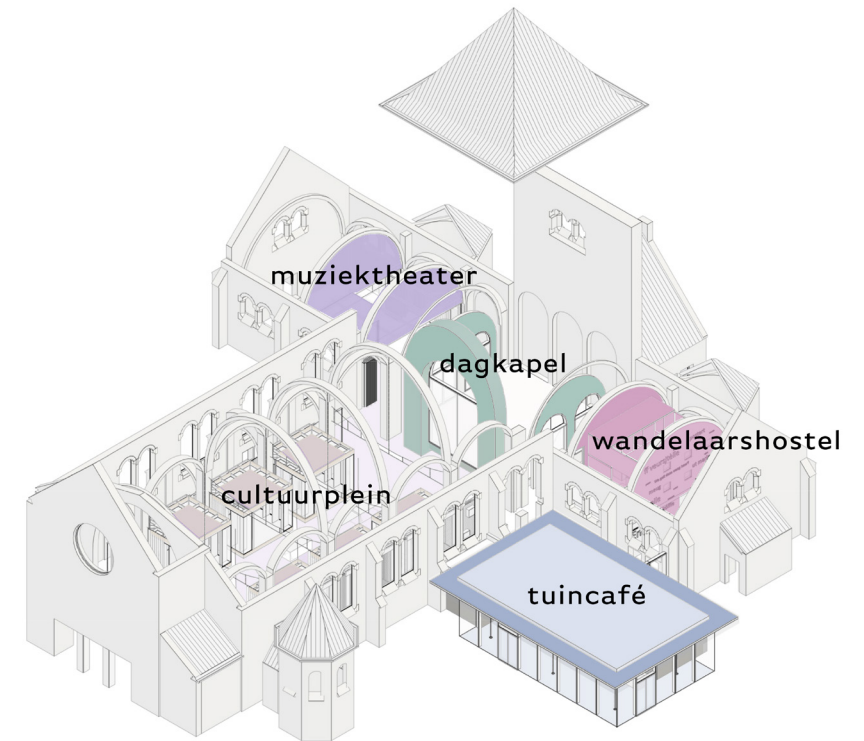 muziektheater
dagkapel
wandelaarshostel
cultuurplein
tuincafé